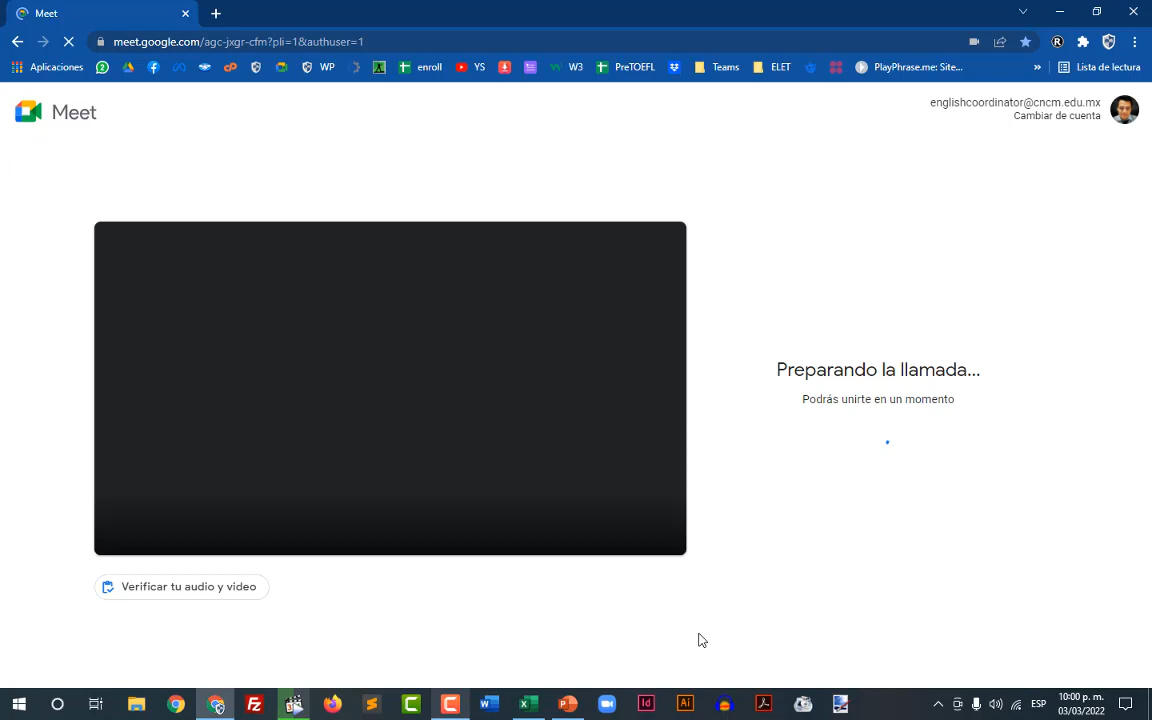 Meet
meet.google.com/agc-jxgr-cfm?pli=1&authuser=1
Aplicaciones
WP
enroll
YS
W3
PreTOEFL
Teams
ELET
PlayPhrase.me: Site...
»
Lista de lectura
Meet
englishcoordinator@cncm.edu.mx
Cambiar de cuenta
Preparando la llamada...
Podrás unirte en un momento
Verificar tu audio y video
ESP
10:00 p. m.
03/03/2022